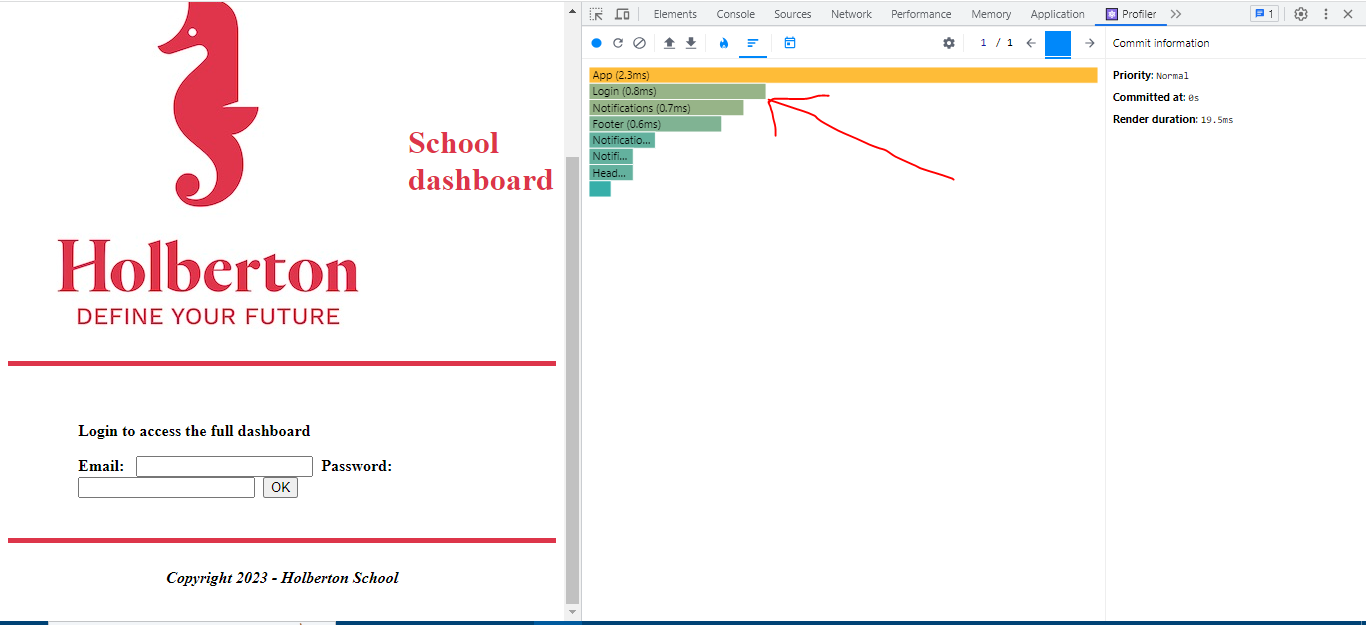 School
dashboard
Holberton
DEFINE YOUR FUTURE
Login to access the full dashboard
Email: Password:
OK
Copyright 2023 - Holberton School
Elements Console Sources Network Performance Memory Application Profiler 1
1 / 1 Commit information
App (2.3ms)
Login (0.8ms)
Notifications (0.7ms)
Footer (0.6ms)
Notificatio...
Notifi...
Head...
Priority: Normal
Committed at: 0s
Render duration: 19.5ms